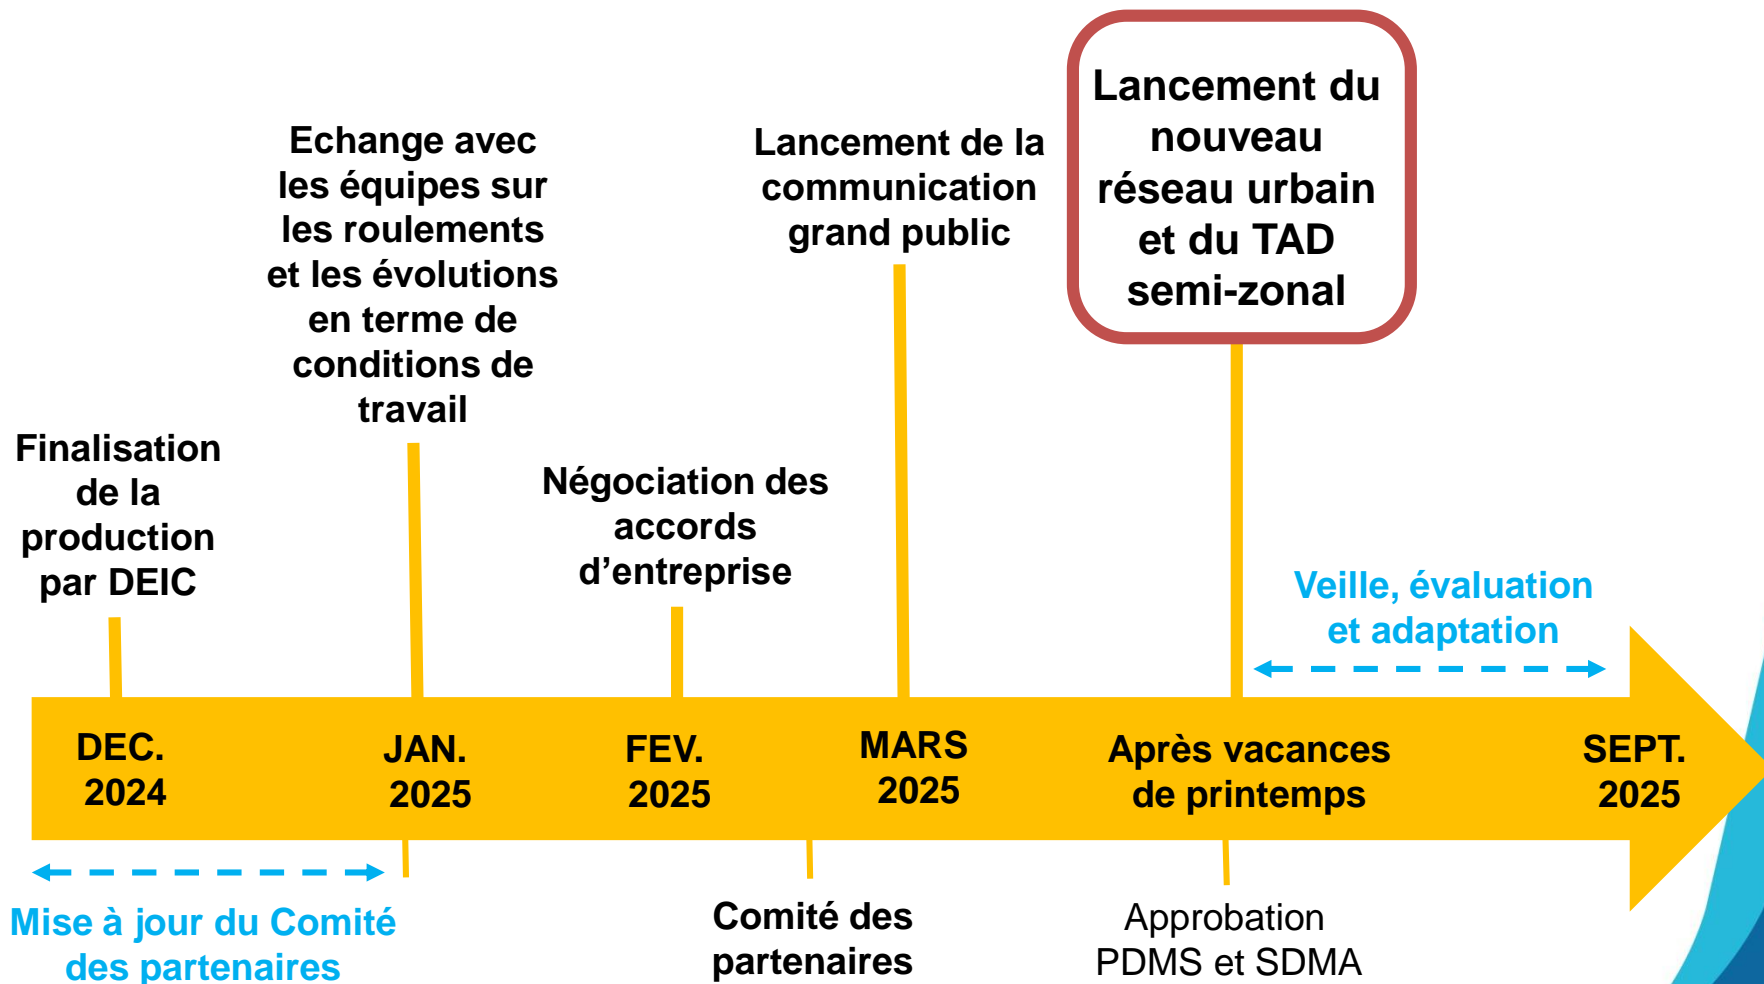 Finalisation
de la
production
par DEIC
Echange avec
les équipes sur
les roulements
et les évolutions
en terme de
conditions de
travail
Négociation des
accords
d’entreprise
Lancement de la
communication
grand public
Lancement du
nouveau
réseau urbain
et du TAD
semi-zonal
Veille, évaluation
et adaptation
DEC.
2024
JAN.
2025
FEV.
2025
MARS
2025
Après vacances
de printemps
SEPT.
2025
Mise à jour du Comité
des partenaires
Comité des
partenaires
Approbation
PDMS et SDMA